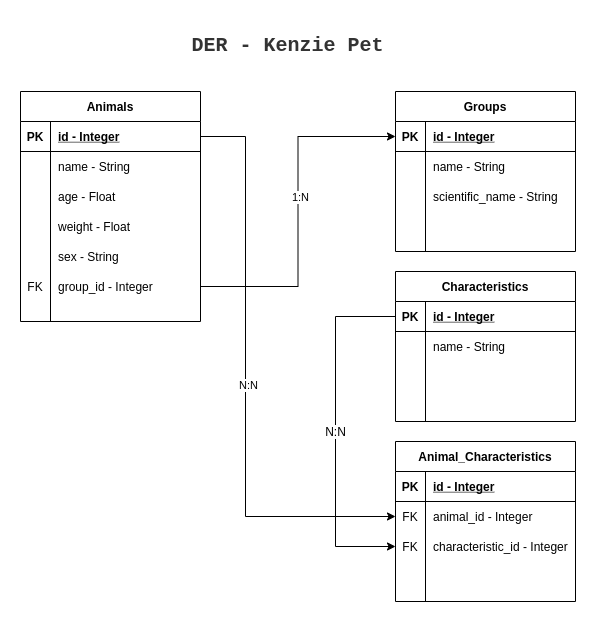 DER - Kenzie Pet
Animals
PK id - Integer
name - String
age - Float
weight - Float
sex - String
FK group_id - Integer
1:N
N:N
N:N
Groups
PK id - Integer
name - String
scientific_name - String
Characteristics
PK id - Integer
name - String
Animal_Characteristics
PK id - Integer
FK animal_id - Integer
FK characteristic_id - Integer